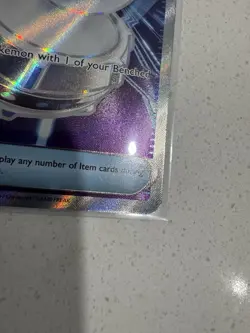 kemon with 1 of your Benched
play any number of Item cards during